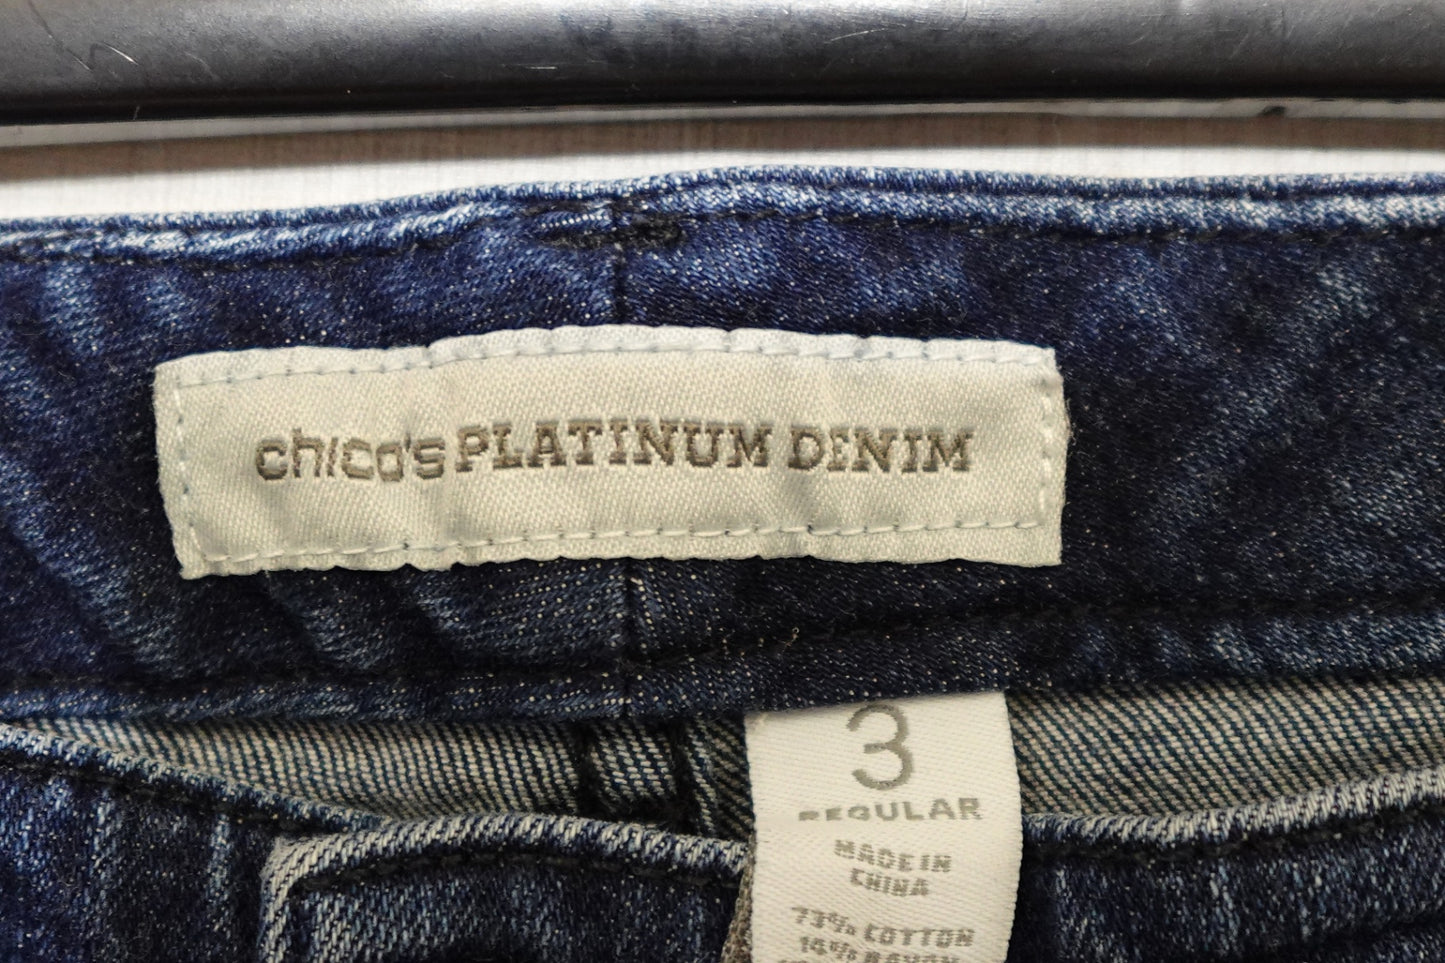 chico's PLATINUM DENIM
3
REGULAR
MADE IN
CHINA
73% COTTON